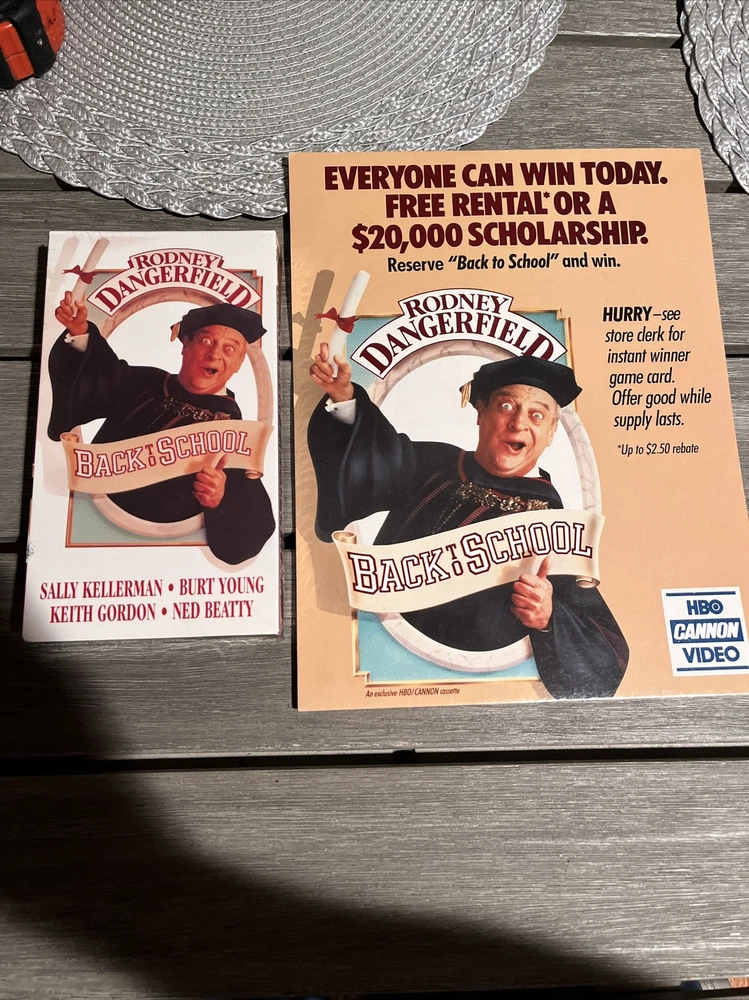 RODNEY
DANGERFIELD
BACK TO SCHOOL
SALLY KELLERMAN • BURT YOUNG
KEITH GORDON • NED BEATTY
EVERYONE CAN WIN TODAY.
FREE RENTAL* OR A
$20,000 SCHOLARSHIP.
Reserve "Back to School" and win.
RODNEY
DANGERFIELD
HURRY–see
store clerk for
instant winner
game card.
Offer good while
supply lasts.
*Up to $2.50 rebate
BACK TO SCHOOL
HBO
CANNON
VIDEO
An exclusive HBO/CANNON cassette